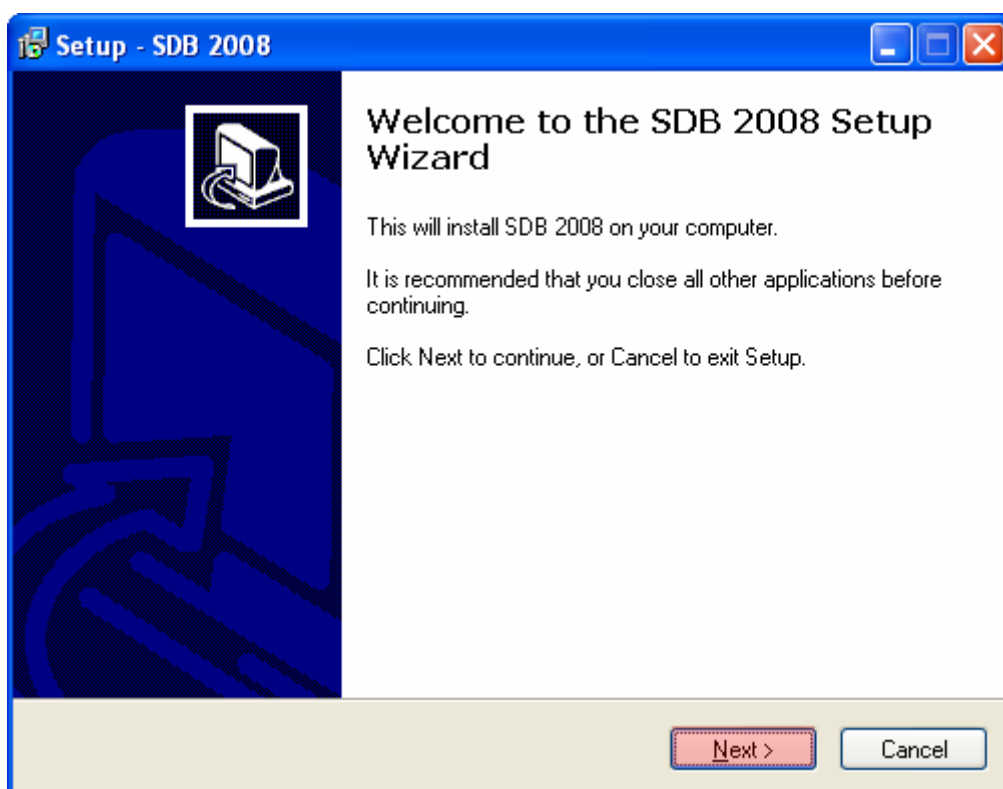 Setup - SDB 2008
Welcome to the SDB 2008 Setup
Wizard
This will install SDB 2008 on your computer.
It is recommended that you close all other applications before
continuing.
Click Next to continue, or Cancel to exit Setup.
Next >
Cancel